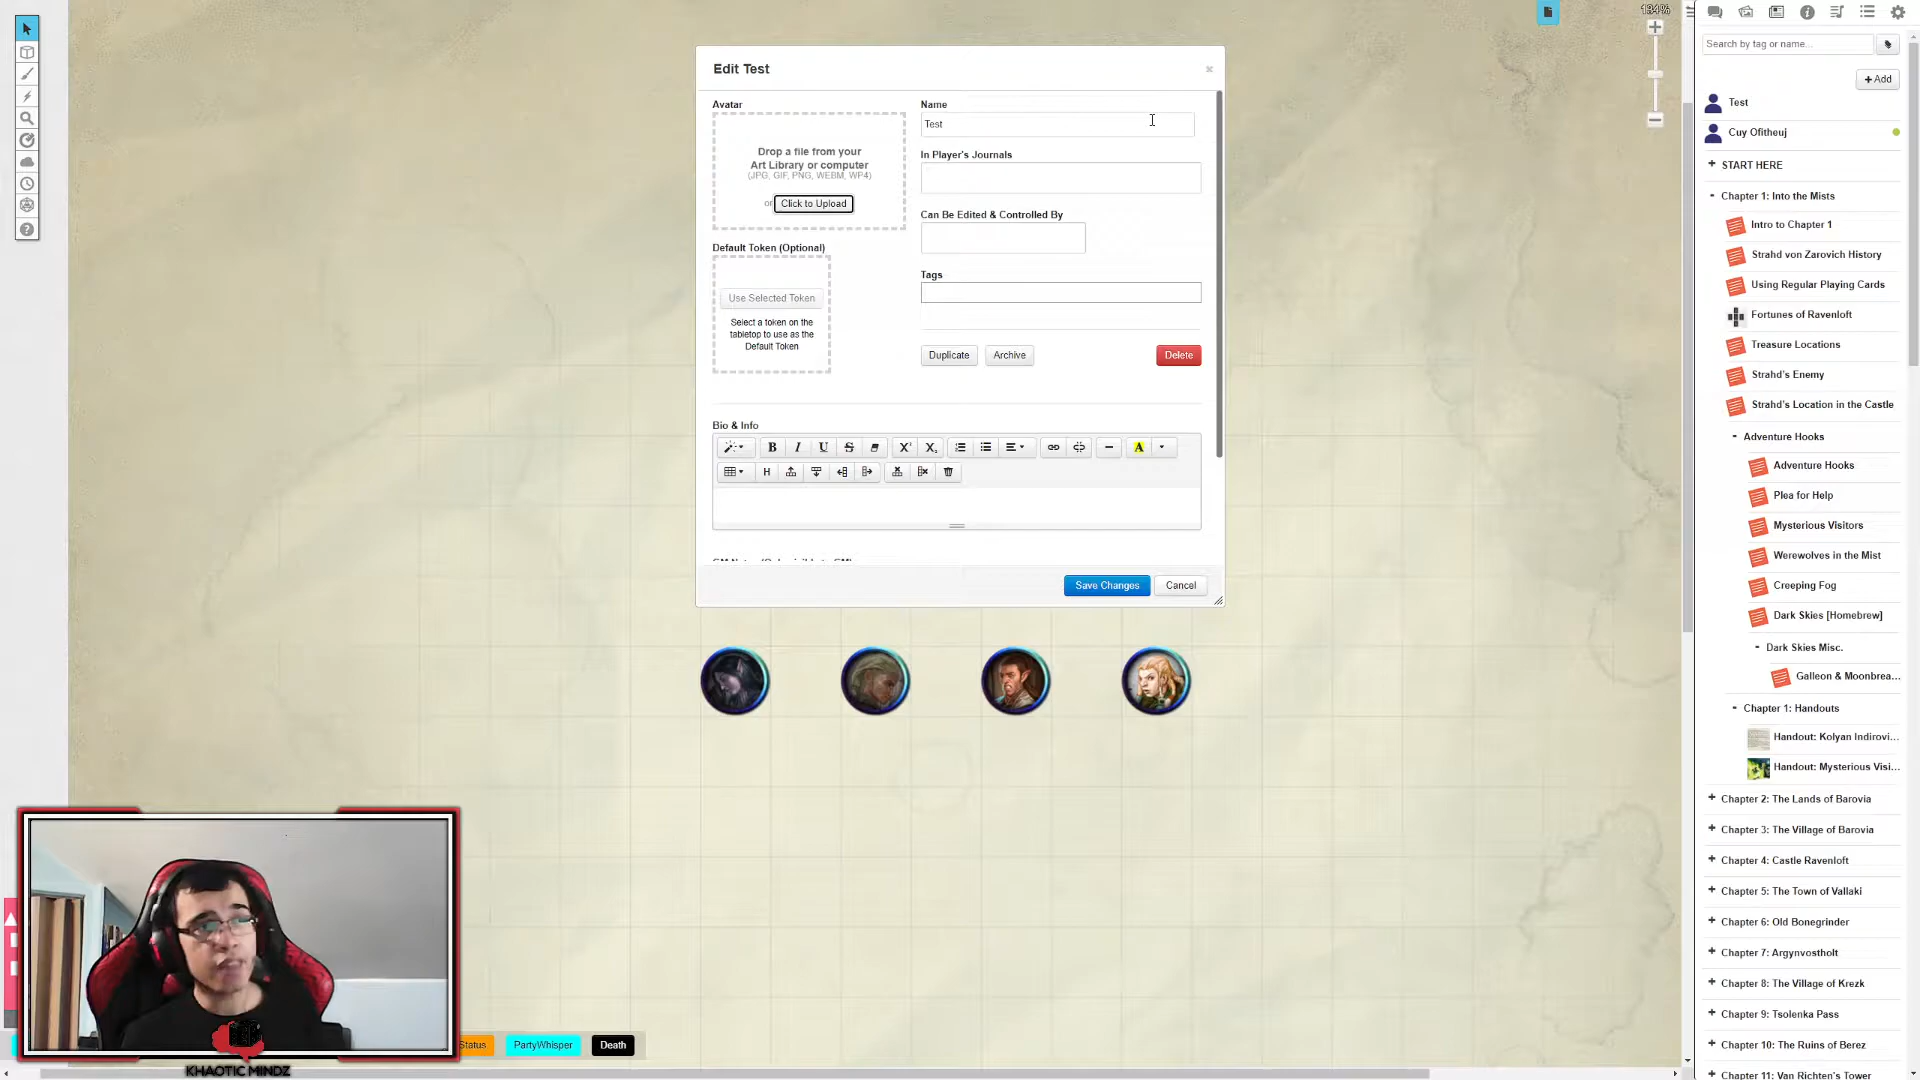 134%
Search by tag or name...
+ Add
Edit Test
Avatar
Drop a file from your
Art Library or computer
(JPG, GIF, PNG, WEBM, WP4)
or Click to Upload
Default Token (Optional)
Use Selected Token
Select a token on the
tabletop to use as the
Default Token
Name
Test
In Player's Journals
Can Be Edited & Controlled By
Tags
Duplicate
Archive
Delete
Bio & Info
B I U S X² X₂
A
H
Save Changes
Cancel
Test
Cuy Ofitheuj
+ START HERE
- Chapter 1: Into the Mists
Intro to Chapter 1
Strahd von Zarovich History
Using Regular Playing Cards
Fortunes of Ravenloft
Treasure Locations
Strahd's Enemy
Strahd's Location in the Castle
- Adventure Hooks
Adventure Hooks
Plea for Help
Mysterious Visitors
Werewolves in the Mist
Creeping Fog
Dark Skies [Homebrew]
- Dark Skies Misc.
Galleon & Moonbrea...
- Chapter 1: Handouts
Handout: Kolyan Indirovi...
Handout: Mysterious Visi...
+ Chapter 2: The Lands of Barovia
+ Chapter 3: The Village of Barovia
+ Chapter 4: Castle Ravenloft
+ Chapter 5: The Town of Vallaki
+ Chapter 6: Old Bonegrinder
+ Chapter 7: Argynvostholt
+ Chapter 8: The Village of Krezk
+ Chapter 9: Tsolenka Pass
+ Chapter 10: The Ruins of Berez
+ Chapter 11: Van Richten's Tower
Status
PartyWhisper
Death
KHAOTIC MINDZ